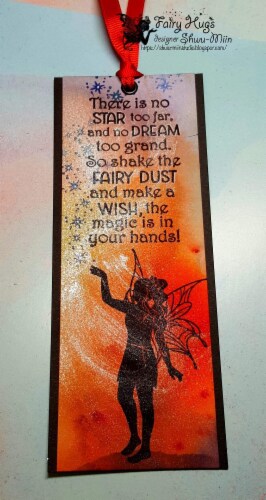 Fairy Hugs
Designer Shuu-Miin
There is no
STAR too far,
and no DREAM
too grand.
So shake the
FAIRY DUST
and make a
WISH, the
magic is in
your hands!